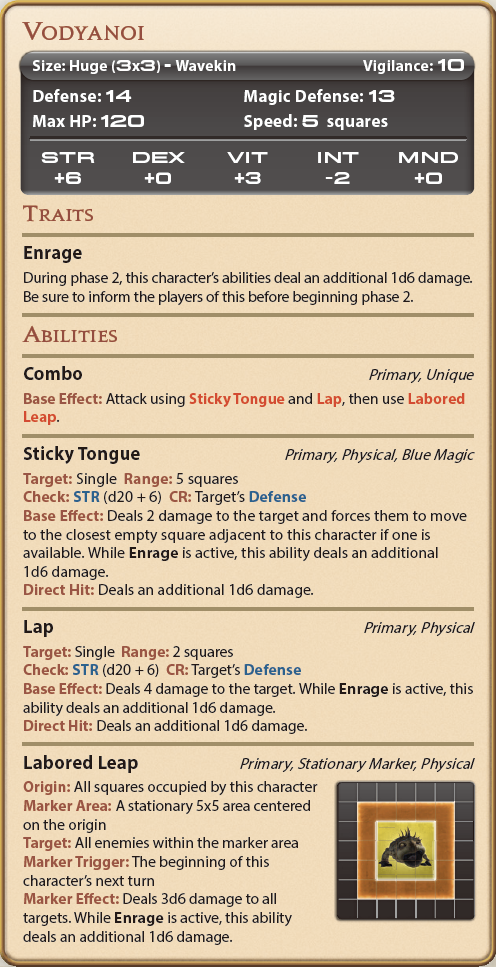 VODYANOI
Size: Huge (3x3) - Wavekin Vigilance: 10
Defense: 14 Magic Defense: 13
Max HP: 120 Speed: 5 squares
STR DEX VIT INT MND
+6 +0 +3 -2 +0
TRAITS
Enrage
During phase 2, this character's abilities deal an additional 1d6 damage.
Be sure to inform the players of this before beginning phase 2.
ABILITIES
Combo Primary, Unique
Base Effect: Attack using Sticky Tongue and Lap, then use Labored
Leap.
Sticky Tongue Primary, Physical, Blue Magic
Target: Single Range: 5 squares
Check: STR (d20 + 6) CR: Target's Defense
Base Effect: Deals 2 damage to the target and forces them to move
to the closest empty square adjacent to this character if one is
available. While Enrage is active, this ability deals an additional
1d6 damage.
Direct Hit: Deals an additional 1d6 damage.
Lap Primary, Physical
Target: Single Range: 2 squares
Check: STR (d20 + 6) CR: Target's Defense
Base Effect: Deals 4 damage to the target. While Enrage is active, this
ability deals an additional 1d6 damage.
Direct Hit: Deals an additional 1d6 damage.
Labored Leap Primary, Stationary Marker, Physical
Origin: All squares occupied by this character
Marker Area: A stationary 5x5 area centered
on the origin
Target: All enemies within the marker area
Marker Trigger: The beginning of this
character's next turn
Marker Effect: Deals 3d6 damage to all
targets. While Enrage is active, this ability
deals an additional 1d6 damage.